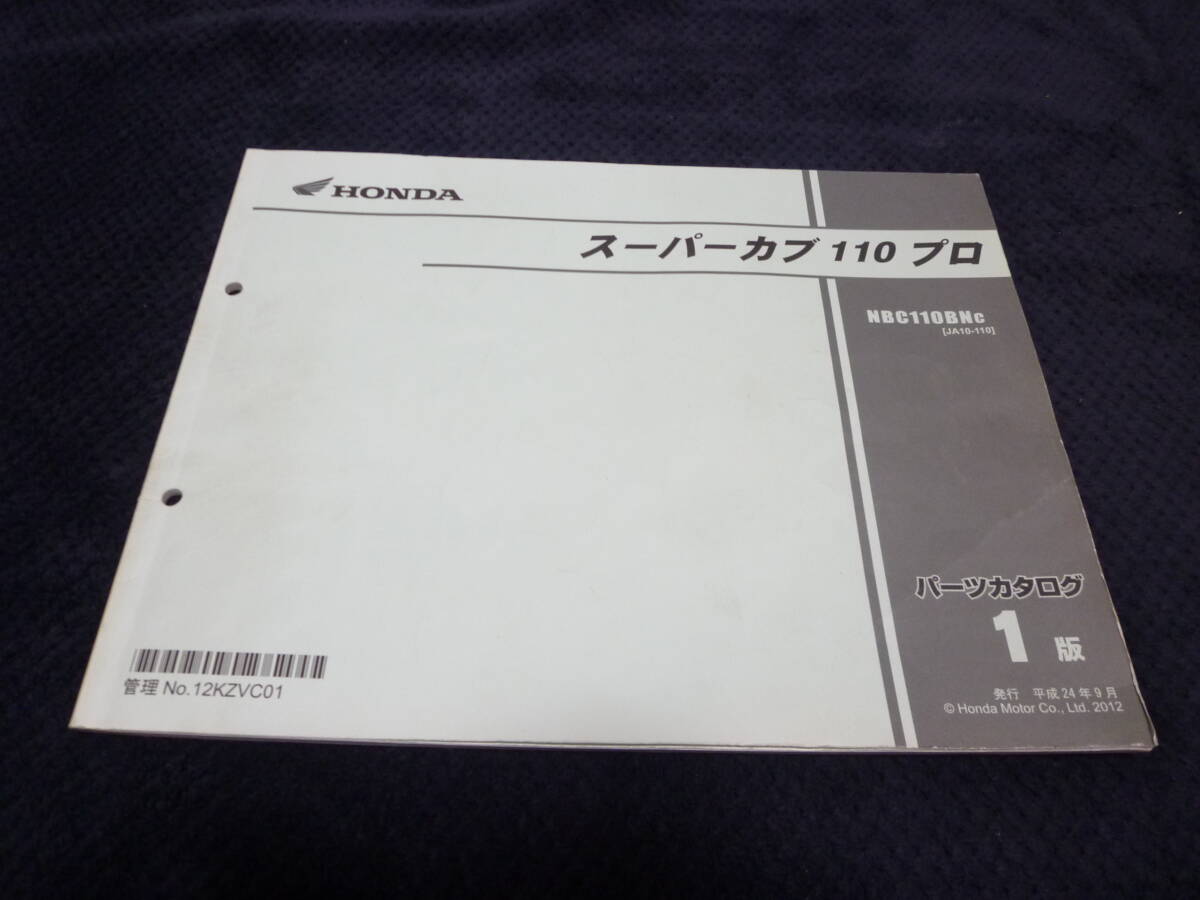 HONDA
スーパーカブ 110 プロ
NBC110BNC
[JA10-110]
パーツカタログ
1 版
発行 平成24年9月
© Honda Motor Co., Ltd. 2012
管理 No.12KZVC01